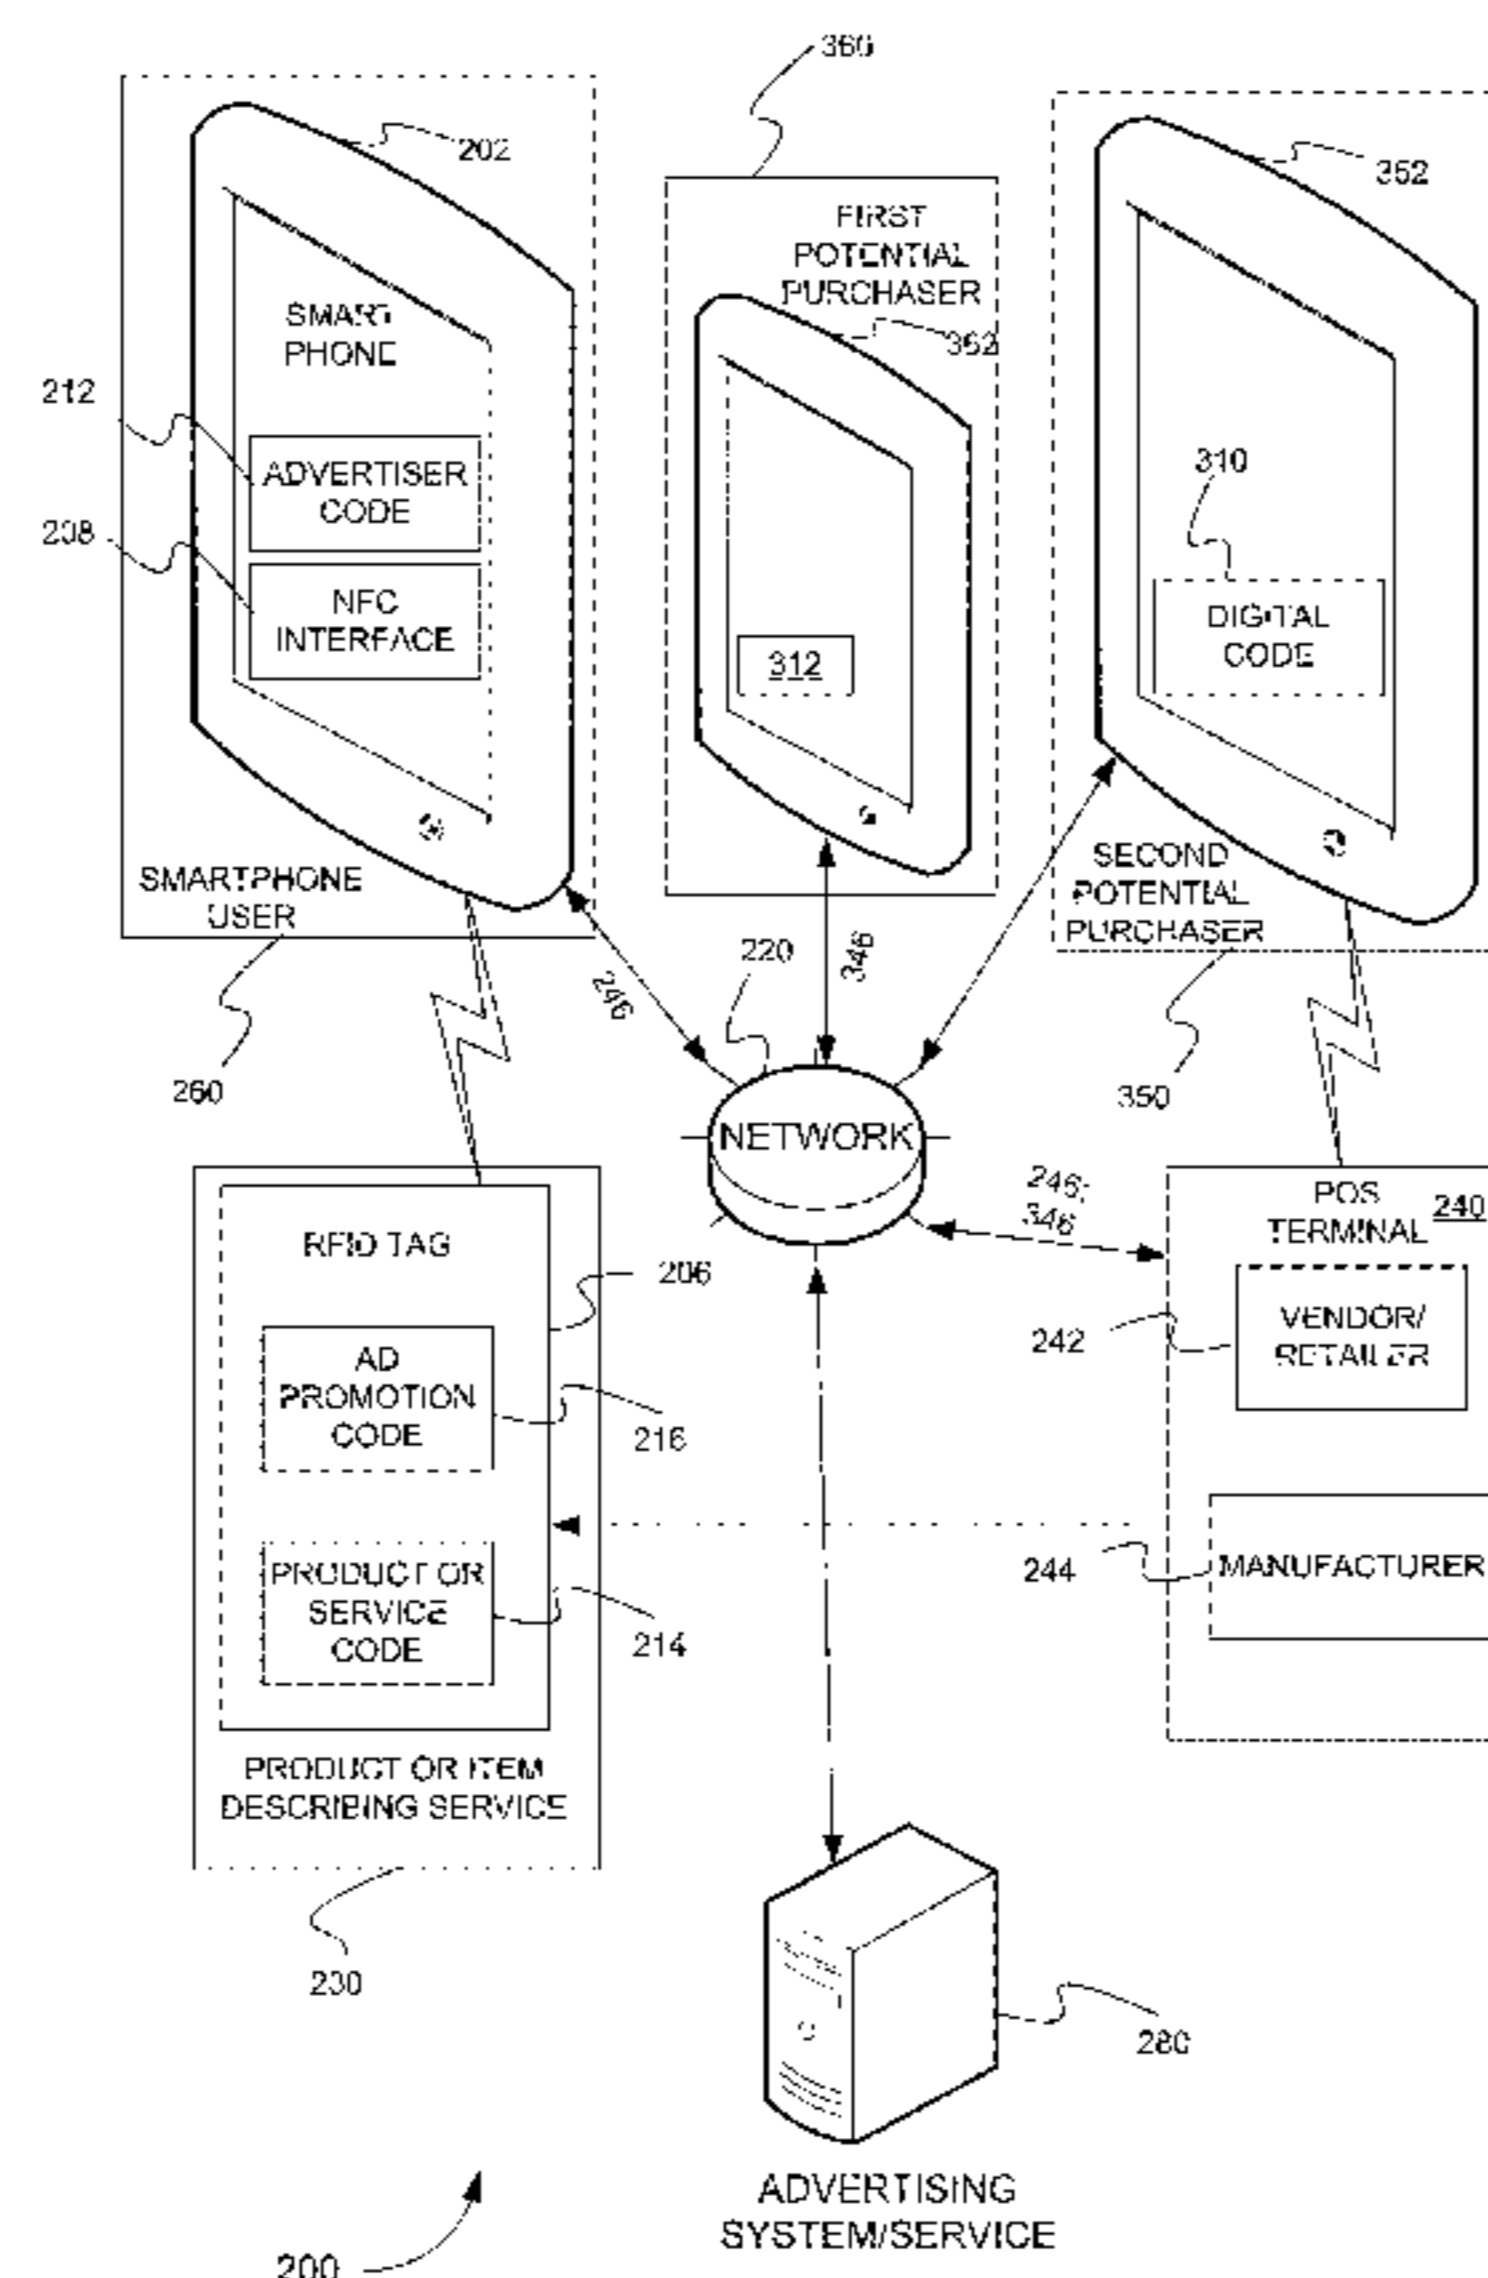 360
202
352
FIRST
POTENTIAL
PURCHASER
SMART
PHONE
352
212
ADVERTISER
CODE
310
208
NFC
INTERFACE
DIGITAL
CODE
312
SMARTPHONE
USER
SECOND
POTENTIAL
PURCHASER
220
346
246
260
350
NETWORK
246;
346
POS
TERMINAL
240
RFID TAG
206
VENDOR/
RETAILER
242
AD
PROMOTION
CODE
216
MANUFACTURER
244
PRODUCT OR
SERVICE
CODE
214
PRODUCT OR ITEM
DESCRIBING SERVICE
230
280
ADVERTISING
SYSTEM/SERVICE
200